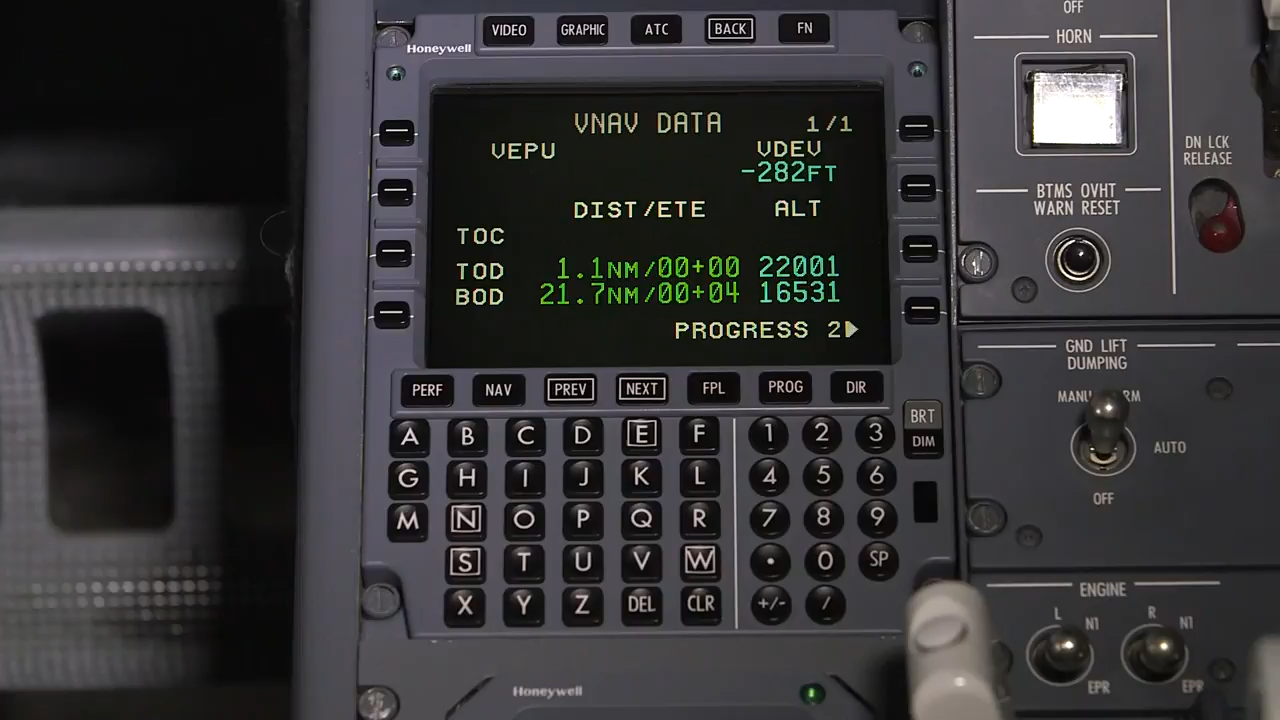 VIDEO GRAPHIC ATC BACK FN
Honeywell
VNAV DATA 1/1
VEPU VDEV
-282FT
DIST/ETE ALT
TOC
TOD 1.1NM/00+00 22001
BOD 21.7NM/00+04 16531
PROGRESS 2
PERF NAV PREV NEXT FPL PROG DIR
BRT
DIM
A B C D E F 1 2 3
G H I J K L 4 5 6
M N O P Q R 7 8 9
S T U V W • 0 SP
X Y Z DEL CLR +/- /
Honeywell
OFF
HORN
DN LCK
RELEASE
BTMS OVHT
WARN RESET
GND LIFT
DUMPING
AUTO
OFF
ENGINE
L N1 R N1
EPR EPR